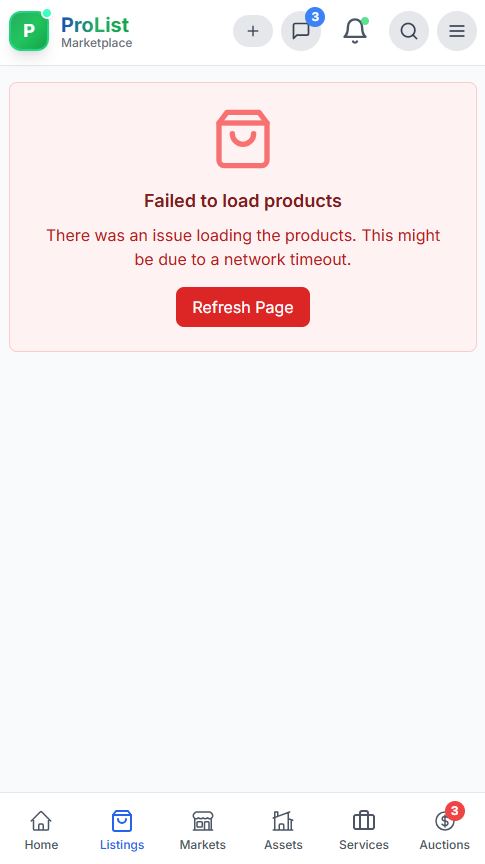 P
ProList
Marketplace
3
Failed to load products
There was an issue loading the products. This might
be due to a network timeout.
Refresh Page
3
Home
Listings
Markets
Assets
Services
Auctions